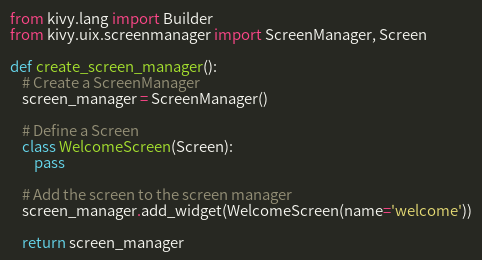 from kivy.lang import Builder
from kivy.uix.screenmanager import ScreenManager, Screen

def create_screen_manager():
    # Create a ScreenManager
    screen_manager = ScreenManager()

    # Define a Screen
    class WelcomeScreen(Screen):
        pass

    # Add the screen to the screen manager
    screen_manager.add_widget(WelcomeScreen(name='welcome'))

    return screen_manager